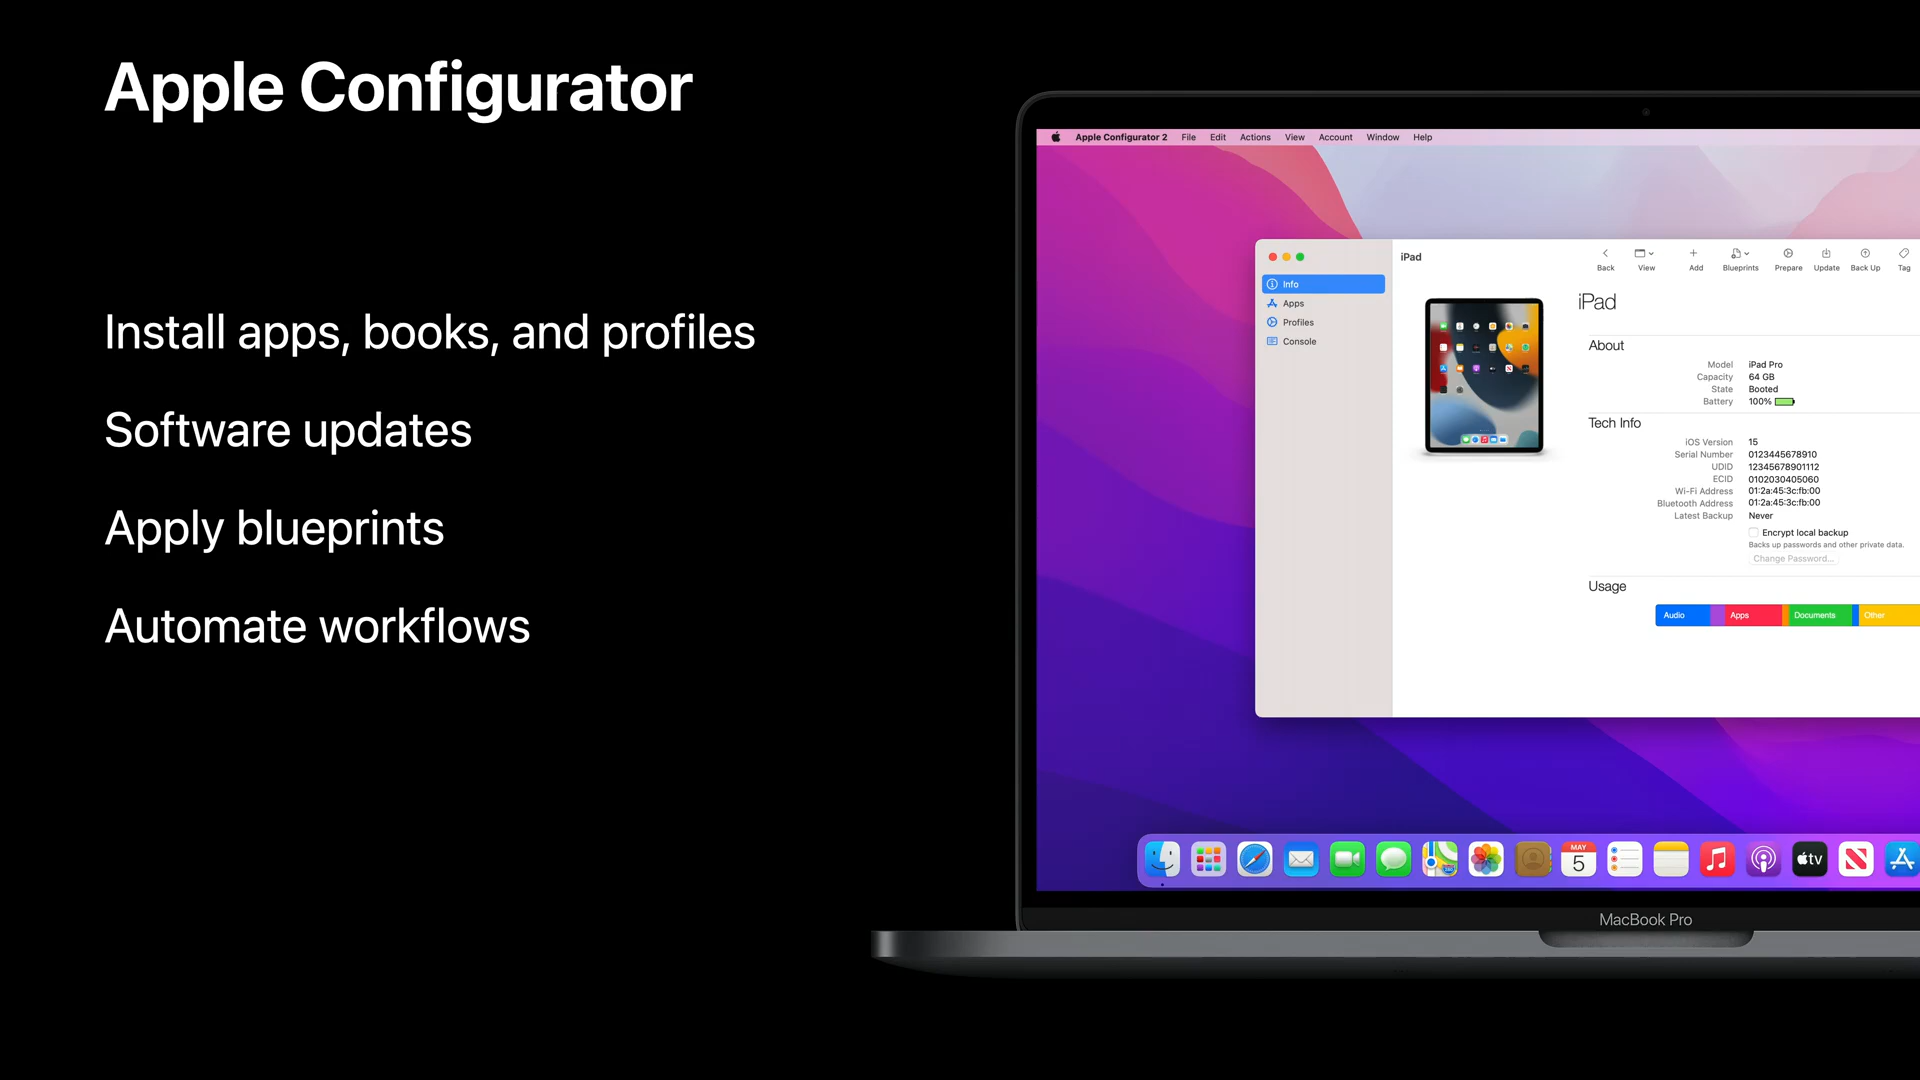 Apple Configurator
Install apps, books, and profiles
Software updates
Apply blueprints
Automate workflows
Apple Configurator 2 File Edit Actions View Account Window Help
iPad
Back View Add Blueprints Prepare Update Back Up Tag
Info
Apps
Profiles
Console
iPad
About
Model iPad Pro
Capacity 64 GB
State Booted
Battery 100%
Tech Info
iOS Version 15
Serial Number 0123445678910
UDID 12345678901112
ECID 0102030405060
Wi-Fi Address 01:2a:45:3c:fb:00
Bluetooth Address 01:2a:45:3c:fb:00
Latest Backup Never
Encrypt local backup
Backs up passwords and other private data.
Change Password...
Usage
Audio Apps Documents Other
MAY
5
tv
MacBook Pro